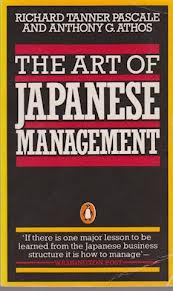 RICHARD TANNER PASCALE
AND ANTHONY G. ATHOS
THE ART OF
JAPANESE
MANAGEMENT
'If there is one major lesson to be
learned from the Japanese business
structure it is how to manage'—
—WASHINGTON POST